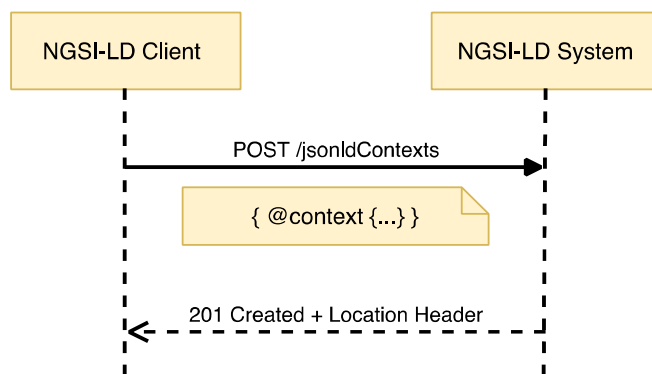 NGSI-LD Client
NGSI-LD System
POST /jsonldContexts
{ @context {...} }
201 Created + Location Header